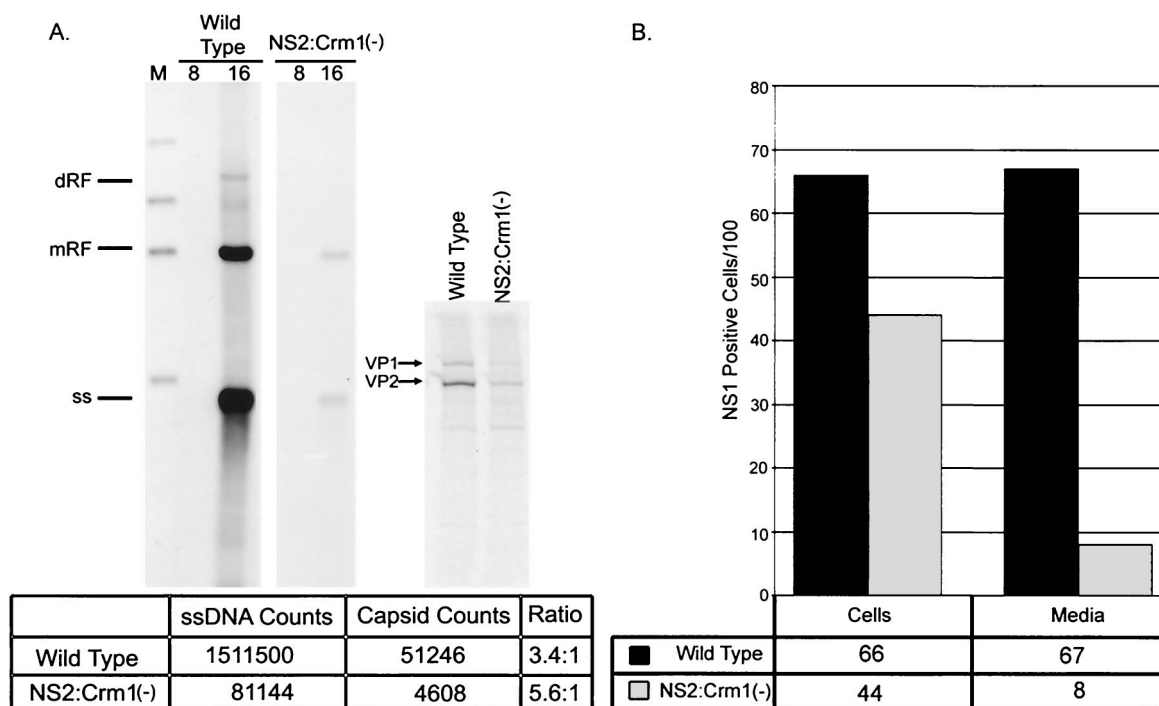 A.
Wild
Type
NS2:Crm1(-)
M 8 16 8 16
dRF
mRF
ss
Wild Type
NS2:Crm1(-)
VP1
VP2
ssDNA Counts Capsid Counts Ratio
Wild Type 1511500 51246 3.4:1
NS2:Crm1(-) 81144 4608 5.6:1
B.
NS1 Positive Cells/100
80
70
60
50
40
30
20
10
0
Cells Media
Wild Type 66 67
NS2:Crm1(-) 44 8